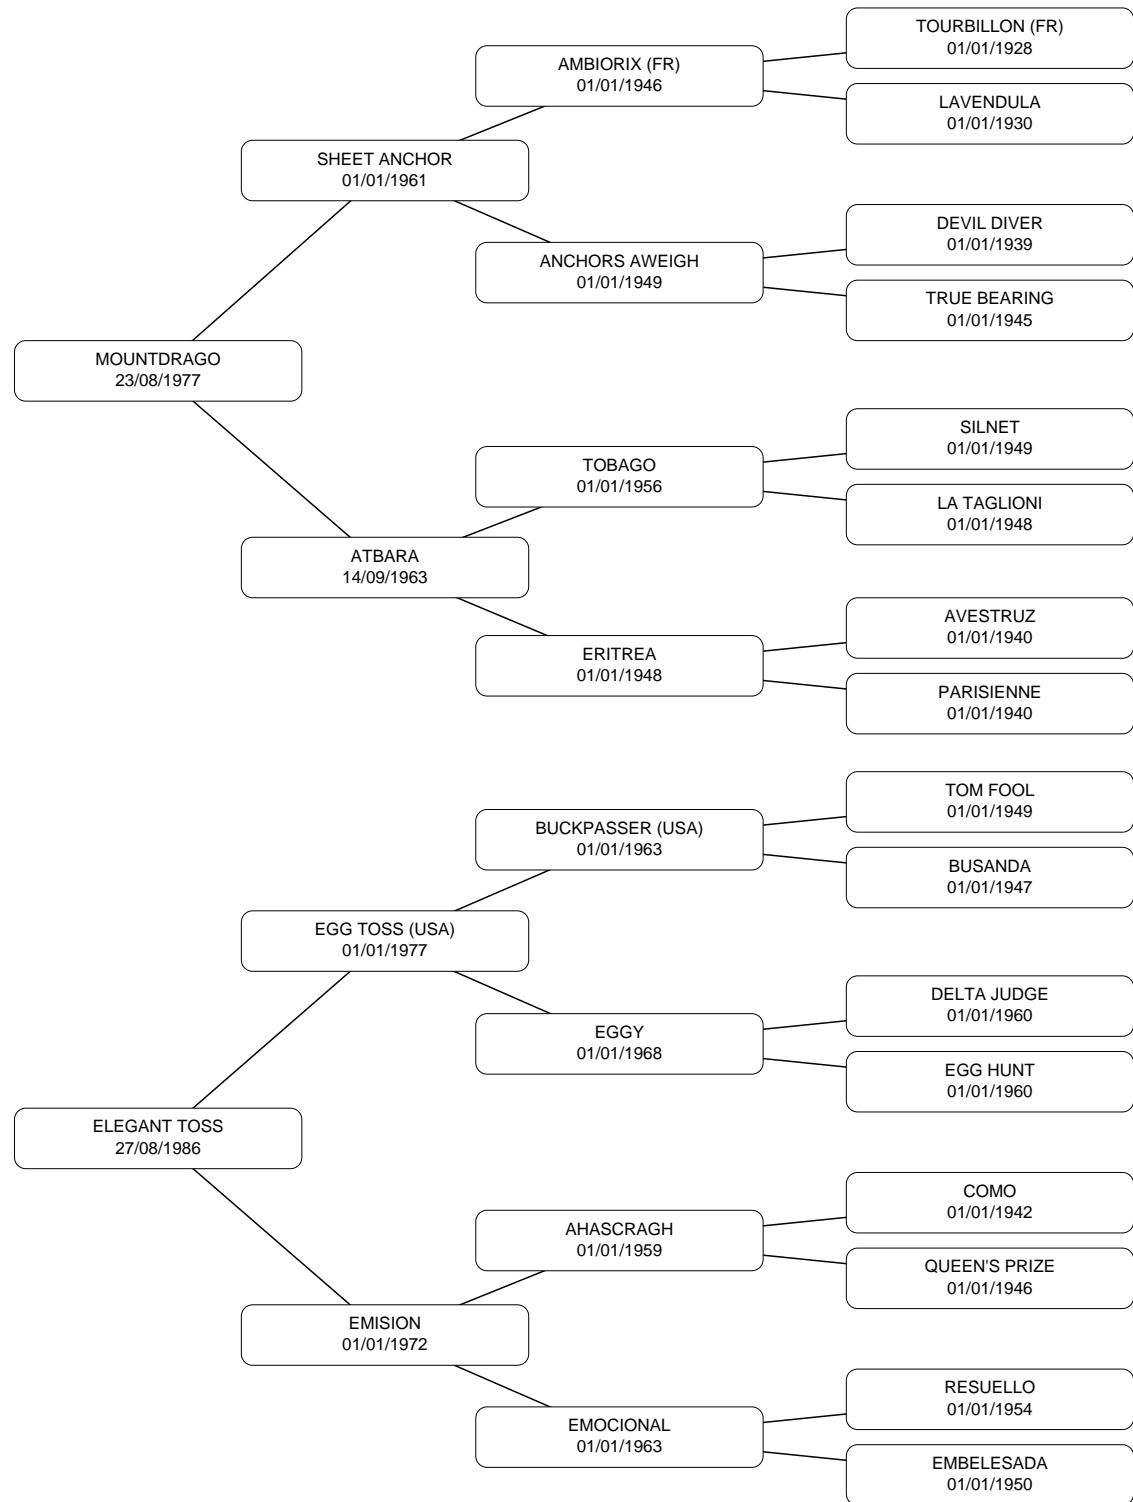 TOURBILLON (FR)
01/01/1928
AMBIORIX (FR)
01/01/1946
LAVENDULA
01/01/1930
SHEET ANCHOR
01/01/1961
DEVIL DIVER
01/01/1939
ANCHORS AWEIGH
01/01/1949
TRUE BEARING
01/01/1945
MOUNTDRAGO
23/08/1977
SILNET
01/01/1949
TOBAGO
01/01/1956
LA TAGLIONI
01/01/1948
ATBARA
14/09/1963
AVESTRUZ
01/01/1940
ERITREA
01/01/1948
PARISIENNE
01/01/1940
TOM FOOL
01/01/1949
BUCKPASSER (USA)
01/01/1963
BUSANDA
01/01/1947
EGG TOSS (USA)
01/01/1977
DELTA JUDGE
01/01/1960
EGGY
01/01/1968
EGG HUNT
01/01/1960
ELEGANT TOSS
27/08/1986
COMO
01/01/1942
AHASCRAGH
01/01/1959
QUEEN'S PRIZE
01/01/1946
EMISION
01/01/1972
RESUELLO
01/01/1954
EMOCIONAL
01/01/1963
EMBELESADA
01/01/1950